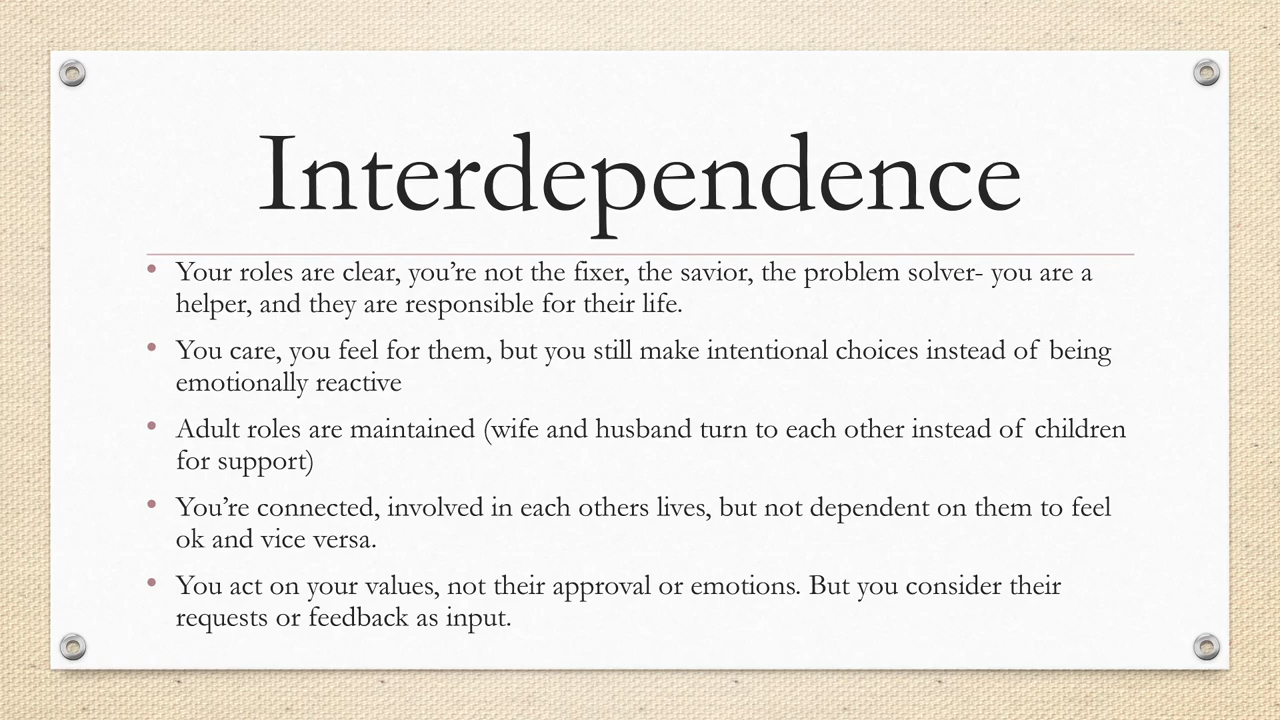 Interdependence
Your roles are clear, you’re not the fixer, the savior, the problem solver- you are a
helper, and they are responsible for their life.
You care, you feel for them, but you still make intentional choices instead of being
emotionally reactive
Adult roles are maintained (wife and husband turn to each other instead of children
for support)
You’re connected, involved in each others lives, but not dependent on them to feel
ok and vice versa.
You act on your values, not their approval or emotions. But you consider their
requests or feedback as input.